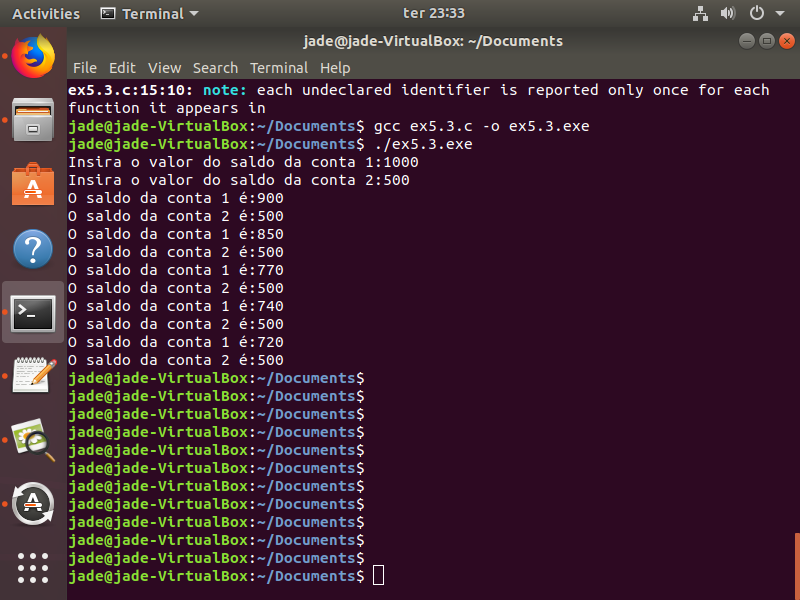 Activities Terminal ter 23:33
jade@jade-VirtualBox: ~/Documents
File Edit View Search Terminal Help
ex5.3.c:15:10: note: each undeclared identifier is reported only once for each
function it appears in
jade@jade-VirtualBox:~/Documents$ gcc ex5.3.c -o ex5.3.exe
jade@jade-VirtualBox:~/Documents$ ./ex5.3.exe
Insira o valor do saldo da conta 1:1000
Insira o valor do saldo da conta 2:500
O saldo da conta 1 é:900
O saldo da conta 2 é:500
O saldo da conta 1 é:850
O saldo da conta 2 é:500
O saldo da conta 1 é:770
O saldo da conta 2 é:500
O saldo da conta 1 é:740
O saldo da conta 2 é:500
O saldo da conta 1 é:720
O saldo da conta 2 é:500
jade@jade-VirtualBox:~/Documents$
jade@jade-VirtualBox:~/Documents$
jade@jade-VirtualBox:~/Documents$
jade@jade-VirtualBox:~/Documents$
jade@jade-VirtualBox:~/Documents$
jade@jade-VirtualBox:~/Documents$
jade@jade-VirtualBox:~/Documents$
jade@jade-VirtualBox:~/Documents$
jade@jade-VirtualBox:~/Documents$
jade@jade-VirtualBox:~/Documents$
jade@jade-VirtualBox:~/Documents$
jade@jade-VirtualBox:~/Documents$